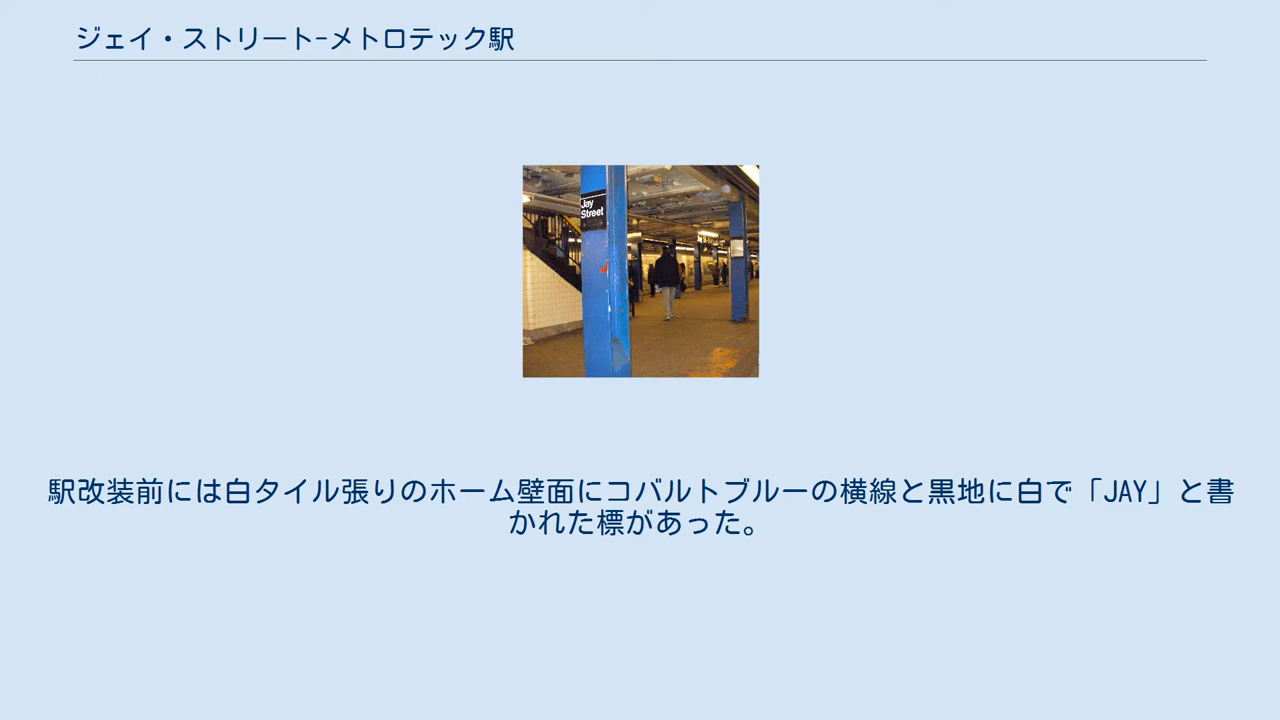 ジェイ・ストリート-メトロテック駅
Jay
Street
駅改装前には白タイル張りのホーム壁面にコバルトブルーの横線と黒地に白で「JAY」と書
かれた標があった。